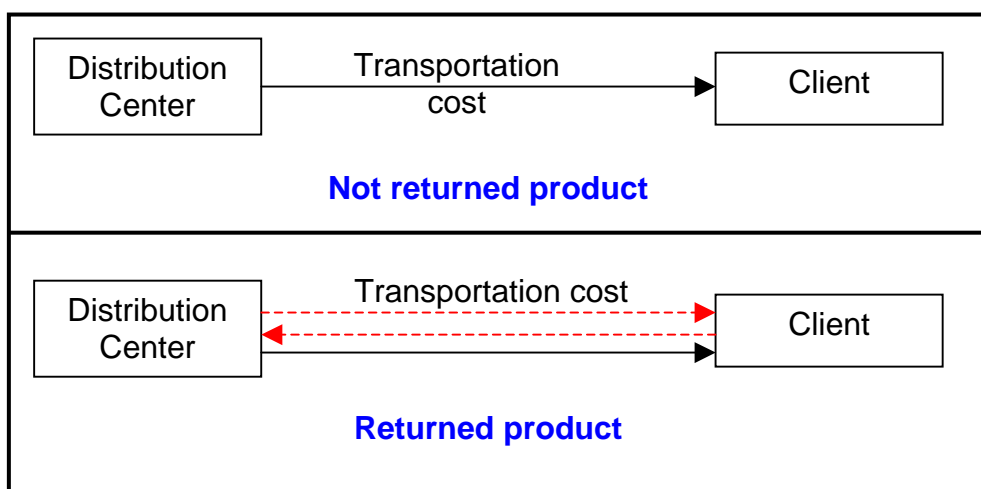 Distribution
Center
Transportation
cost
Client
Not returned product
Distribution
Center
Transportation cost
Client
Returned product